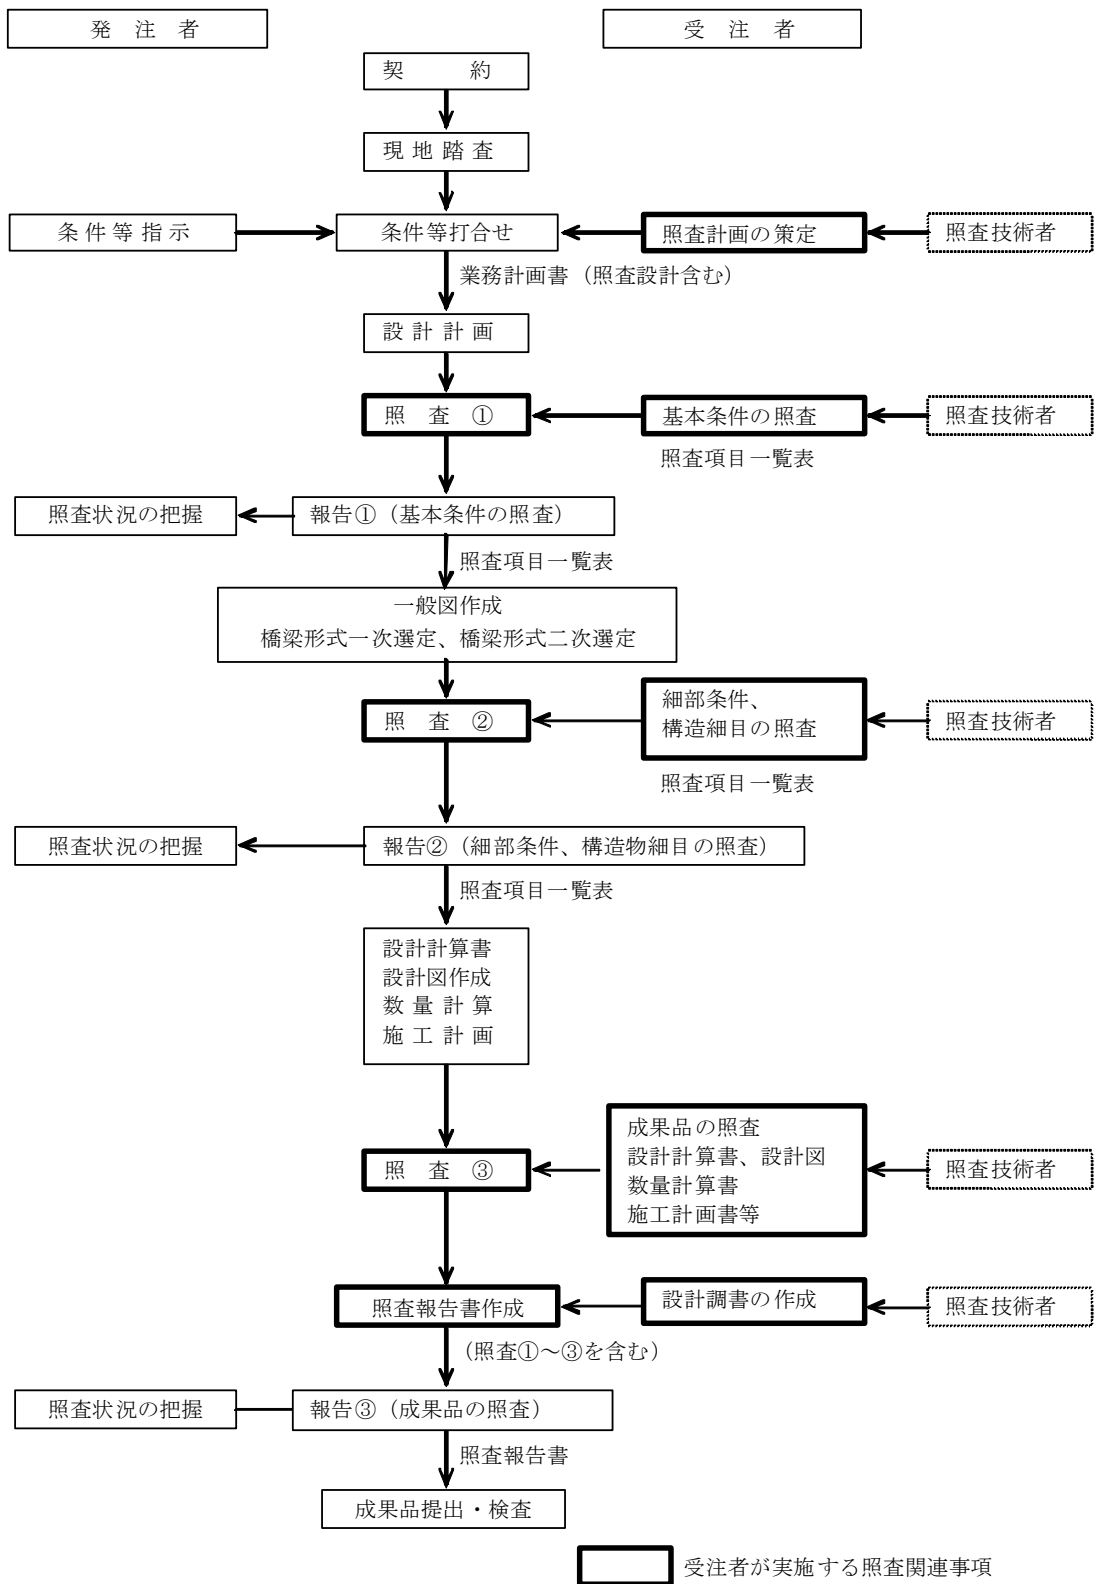 発 注 者
受 注 者
契 約
現 地 踏 査
条 件 等 指 示
条件等打合せ
照査計画の策定
照査技術者
業務計画書（照査設計含む）
設 計 計 画
照 査 ①
基本条件の照査
照査技術者
照査項目一覧表
照査状況の把握
報告①（基本条件の照査）
照査項目一覧表
一般図作成
橋梁形式一次選定、橋梁形式二次選定
照 査 ②
細部条件、
構造細目の照査
照査技術者
照査項目一覧表
照査状況の把握
報告②（細部条件、構造物細目の照査）
照査項目一覧表
設計計算書
設計図作成
数 量 計 算
施 工 計 画
照 査 ③
成果品の照査
設計計算書、設計図
数量計算書
施工計画書等
照査技術者
照査報告書作成
設計調書の作成
照査技術者
（照査①～③を含む）
照査状況の把握
報告③（成果品の照査）
照査報告書
成果品提出・検査
受注者が実施する照査関連事項